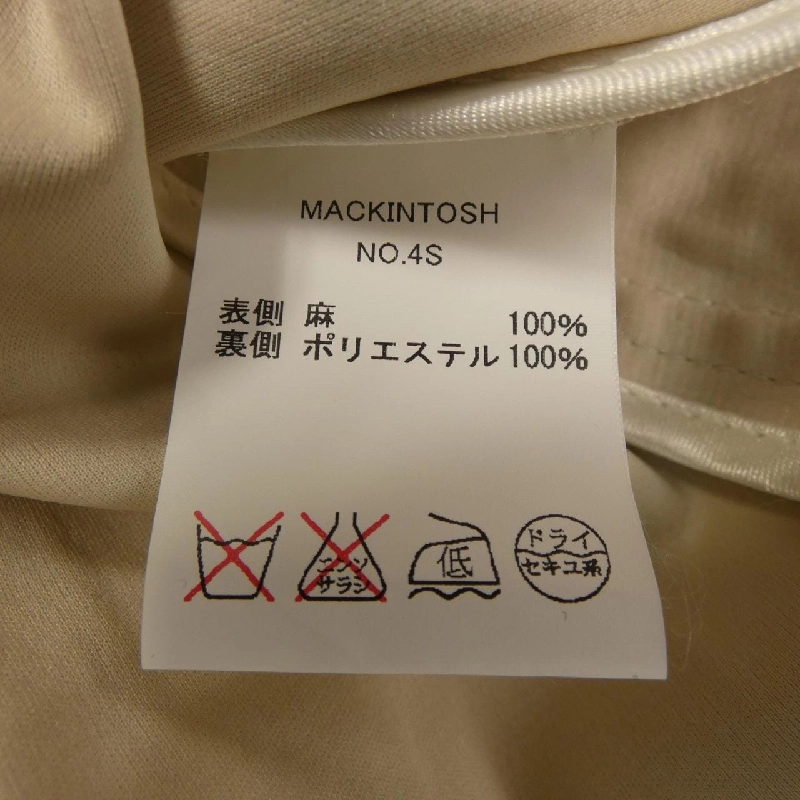 MACKINTOSH
NO.4S
表側 麻 100%
裏側 ポリエステル 100%
エンソ
サラシ
低
ドライ
セキユ系